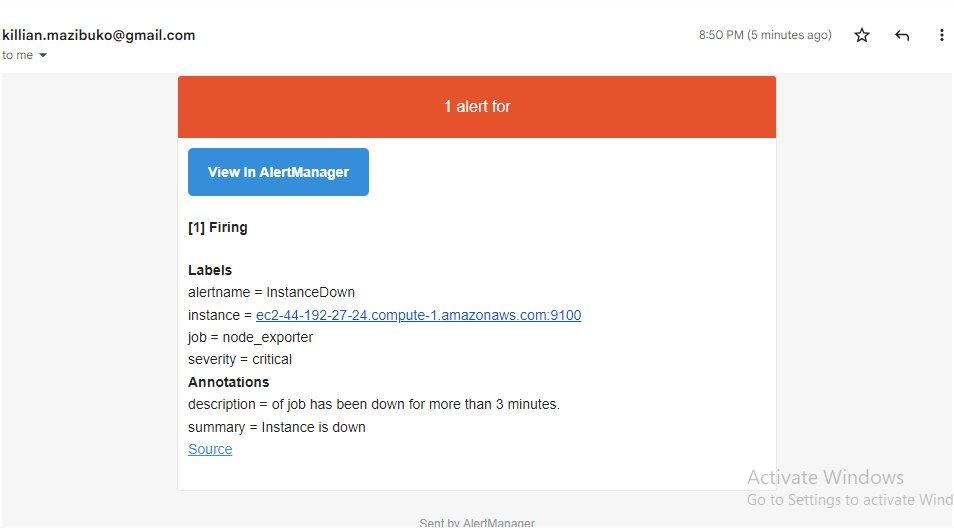 killian.mazibuko@gmail.com
8:50 PM (5 minutes ago)
to me
1 alert for
View In AlertManager
[1] Firing
Labels
alertname = InstanceDown
instance = ec2-44-192-27-24.compute-1.amazonaws.com:9100
job = node_exporter
severity = critical
Annotations
description = of job has been down for more than 3 minutes.
summary = Instance is down
Source
Activate Windows
Go to Settings to activate Wind
Sent by AlertManager